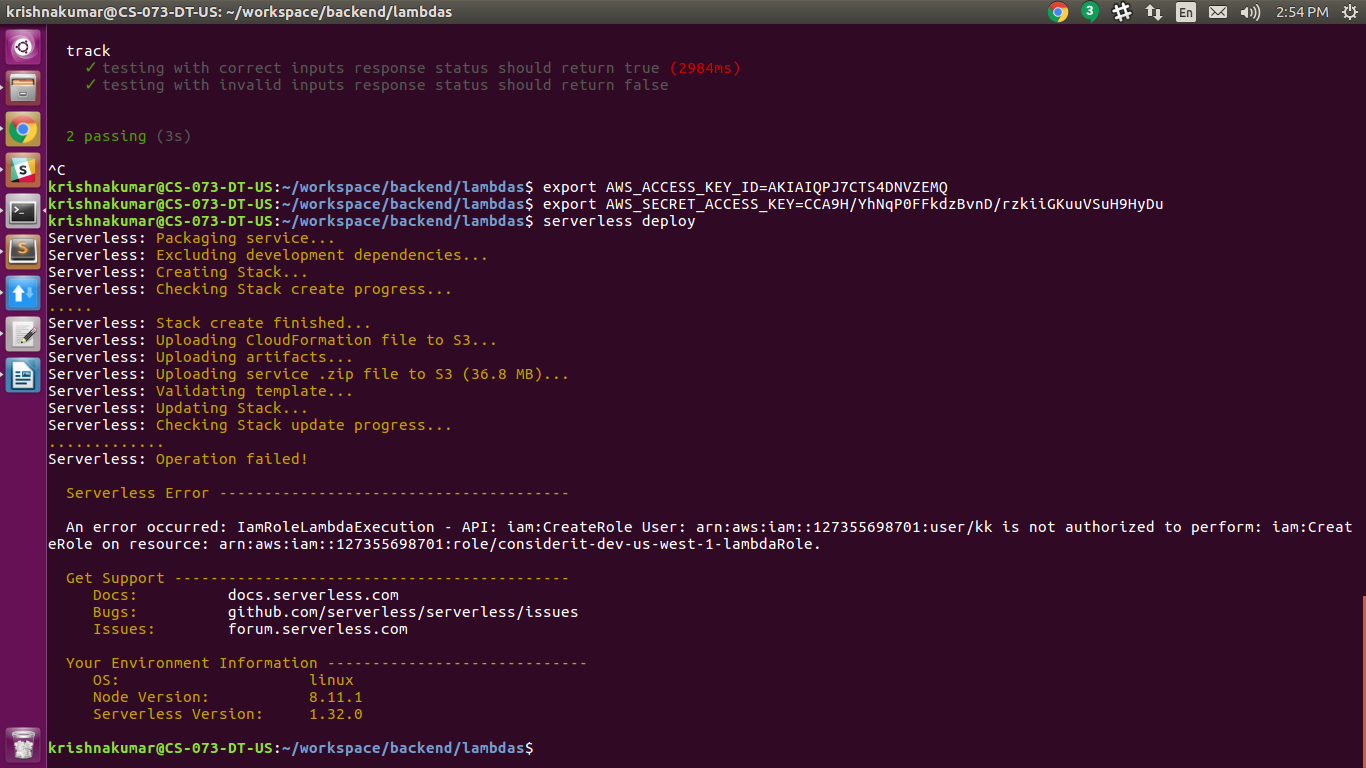 krishnakumar@CS-073-DT-US: ~/workspace/backend/lambdas
3 En 2:54 PM
track
✓ testing with correct inputs response status should return true (2984ms)
✓ testing with invalid inputs response status should return false
2 passing (3s)
^C
krishnakumar@CS-073-DT-US:~/workspace/backend/lambdas$ export AWS_ACCESS_KEY_ID=AKIAIQPJ7CTS4DNVZEMQ
krishnakumar@CS-073-DT-US:~/workspace/backend/lambdas$ export AWS_SECRET_ACCESS_KEY=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
krishnakumar@CS-073-DT-US:~/workspace/backend/lambdas$ serverless deploy
Serverless: Packaging service...
Serverless: Excluding development dependencies...
Serverless: Creating Stack...
Serverless: Checking Stack create progress...
.....
Serverless: Stack create finished...
Serverless: Uploading CloudFormation file to S3...
Serverless: Uploading artifacts...
Serverless: Uploading service .zip file to S3 (36.8 MB)...
Serverless: Validating template...
Serverless: Updating Stack...
Serverless: Checking Stack update progress...
.............
Serverless: Operation failed!
Serverless Error ---------------------------------------
An error occurred: IamRoleLambdaExecution - API: iam:CreateRole User: arn:aws:iam::127355698701:user/kk is not authorized to perform: iam:Creat
eRole on resource: arn:aws:iam::127355698701:role/considerit-dev-us-west-1-lambdaRole.
Get Support --------------------------------------------
Docs: docs.serverless.com
Bugs: github.com/serverless/serverless/issues
Issues: forum.serverless.com
Your Environment Information -----------------------------
OS: linux
Node Version: 8.11.1
Serverless Version: 1.32.0
krishnakumar@CS-073-DT-US:~/workspace/backend/lambdas$